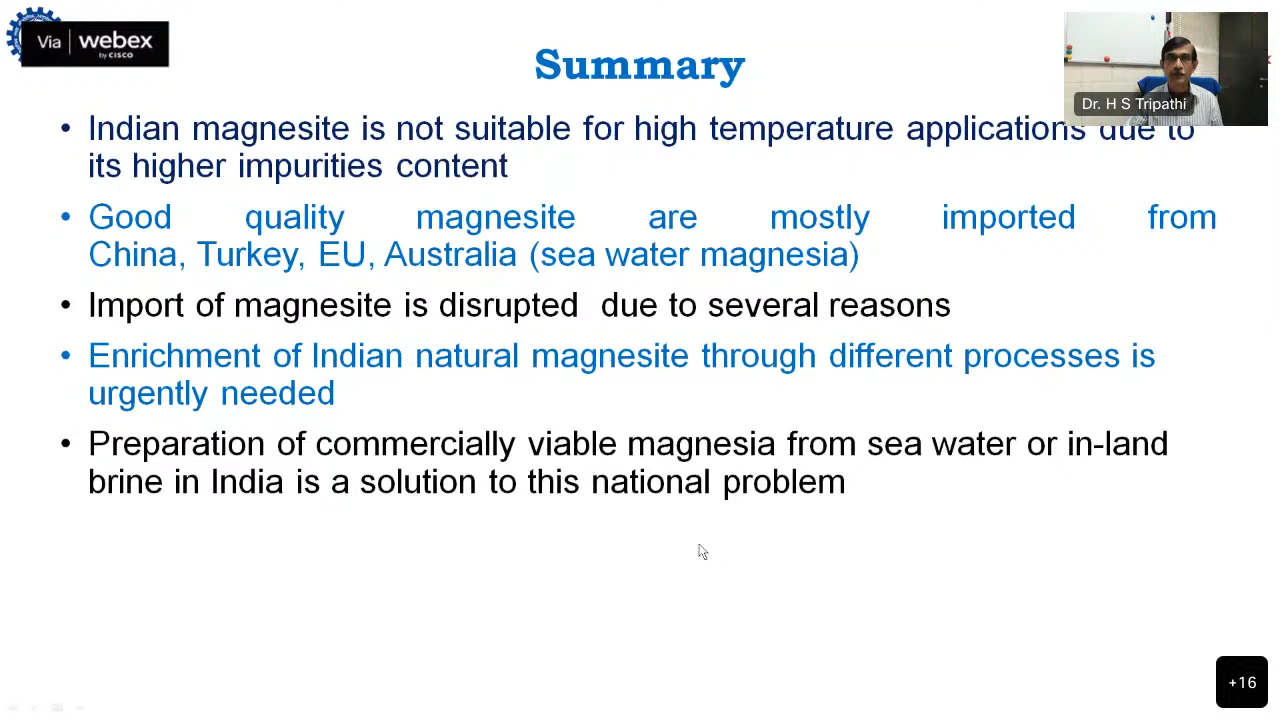 Via webex
by CISCO
Summary
Dr. H S Tripathi
• Indian magnesite is not suitable for high temperature applications due to
its higher impurities content
• Good quality magnesite are mostly imported from
China, Turkey, EU, Australia (sea water magnesia)
• Import of magnesite is disrupted  due to several reasons
• Enrichment of Indian natural magnesite through different processes is
urgently needed
• Preparation of commercially viable magnesia from sea water or in-land
brine in India is a solution to this national problem
+16